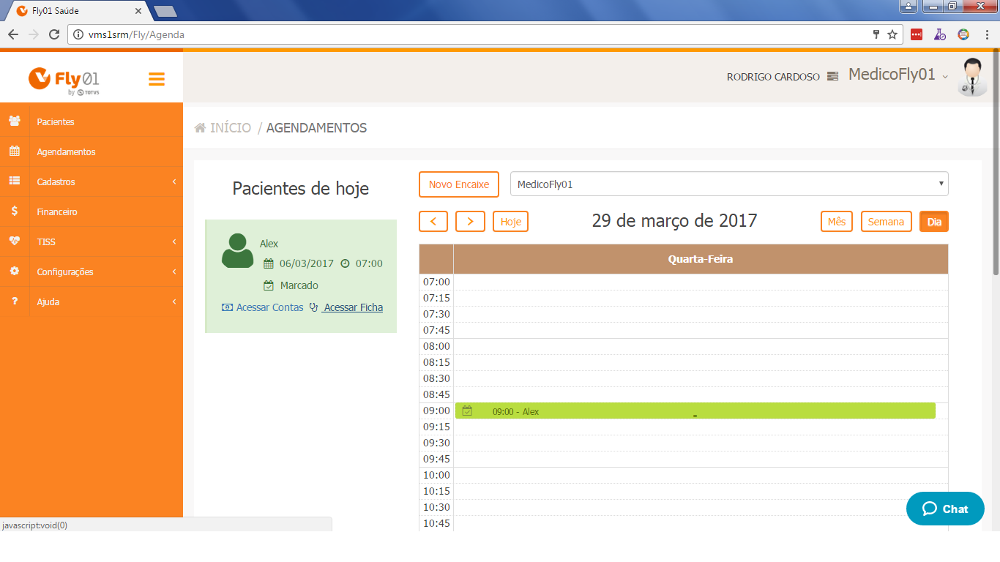 Fly01 Saúde
vms1srm/Fly/Agenda
Fly01
by TOTVS
RODRIGO CARDOSO MedicoFly01
Pacientes
Agendamentos
Cadastros
Financeiro
TISS
Configurações
Ajuda
INÍCIO / AGENDAMENTOS
Pacientes de hoje
Alex
06/03/2017 07:00
Marcado
Acessar Contas Acessar Ficha
Novo Encaixe MedicoFly01
< > Hoje 29 de março de 2017 Mês Semana Dia
Quarta-Feira
07:00
07:15
07:30
07:45
08:00
08:15
08:30
08:45
09:00 09:00 - Alex
09:15
09:30
09:45
10:00
10:15
10:30
10:45
Chat
javascript:void(0)